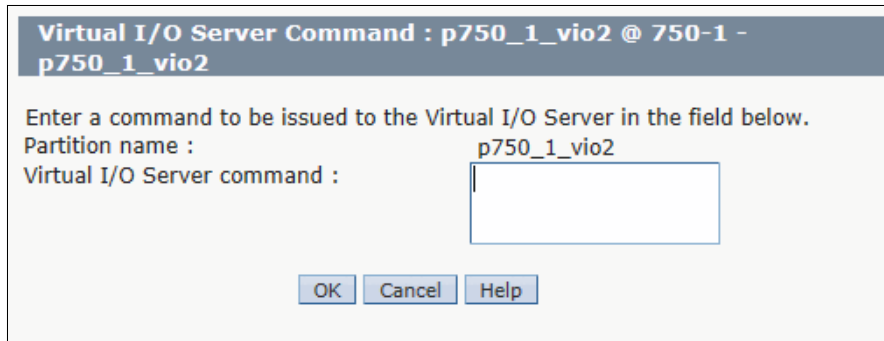 Virtual I/O Server Command : p750_1_vio2 @ 750-1 -
p750_1_vio2
Enter a command to be issued to the Virtual I/O Server in the field below.
Partition name : p750_1_vio2
Virtual I/O Server command :
OK Cancel Help